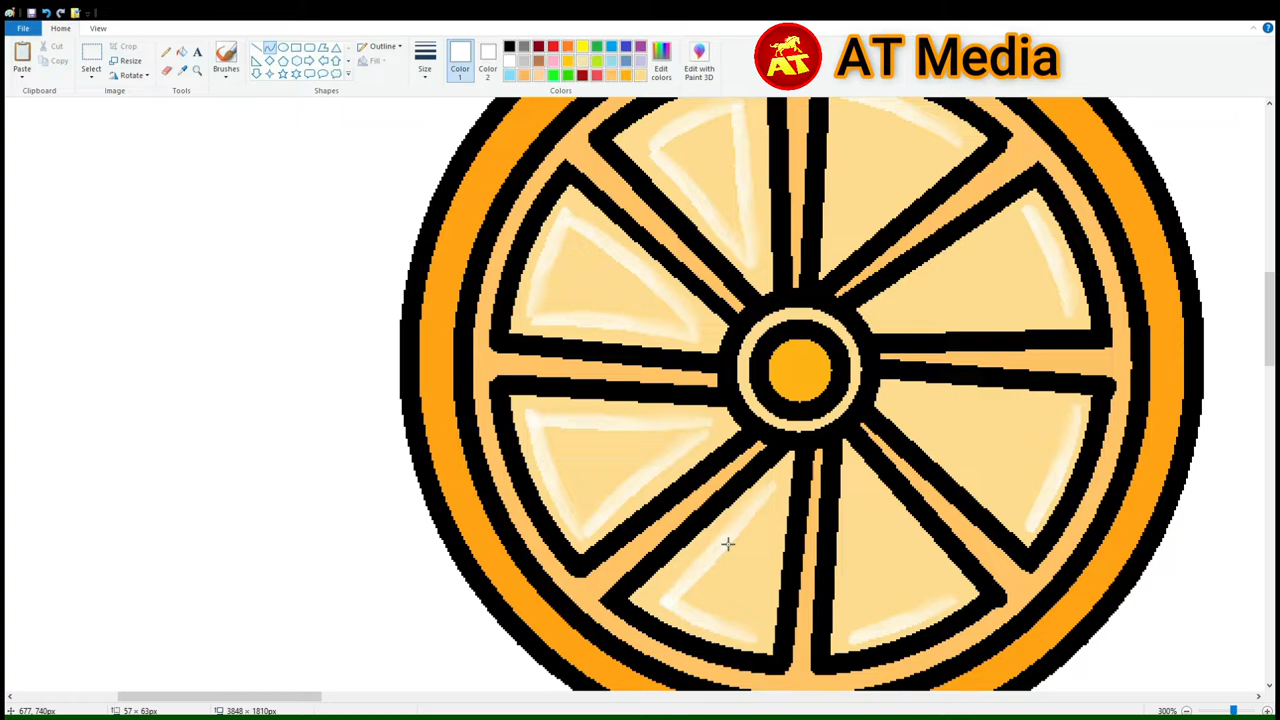 File Home View
Cut
Copy
Paste
Clipboard
Select
Crop
Resize
Rotate
Image
Tools
Brushes
Outline
Fill
Shapes
Size
Color 1
Color 2
Edit colors
Edit with Paint 3D
Colors
AT
AT Media
677, 740px
57 × 63px
3848 × 1810px
300%